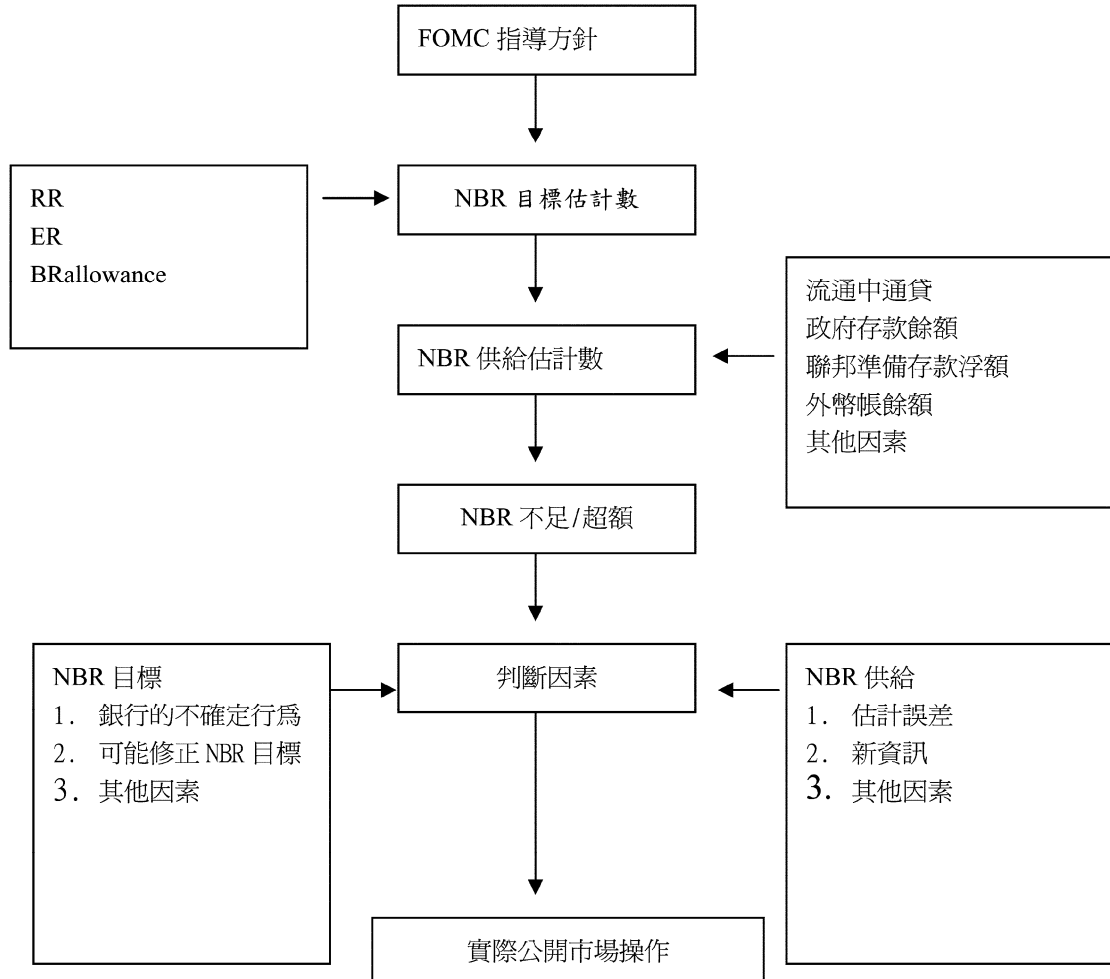 FOMC 指導方針
RR
ER
BRallowance
NBR 目標估計數
流通中通貨
政府存款餘額
聯邦準備存款浮額
外幣帳餘額
其他因素
NBR 供給估計數
NBR 不足/超額
NBR 目標
1. 銀行的不確定行為
2. 可能修正 NBR 目標
3. 其他因素
判斷因素
NBR 供給
1. 估計誤差
2. 新資訊
3. 其他因素
實際公開市場操作